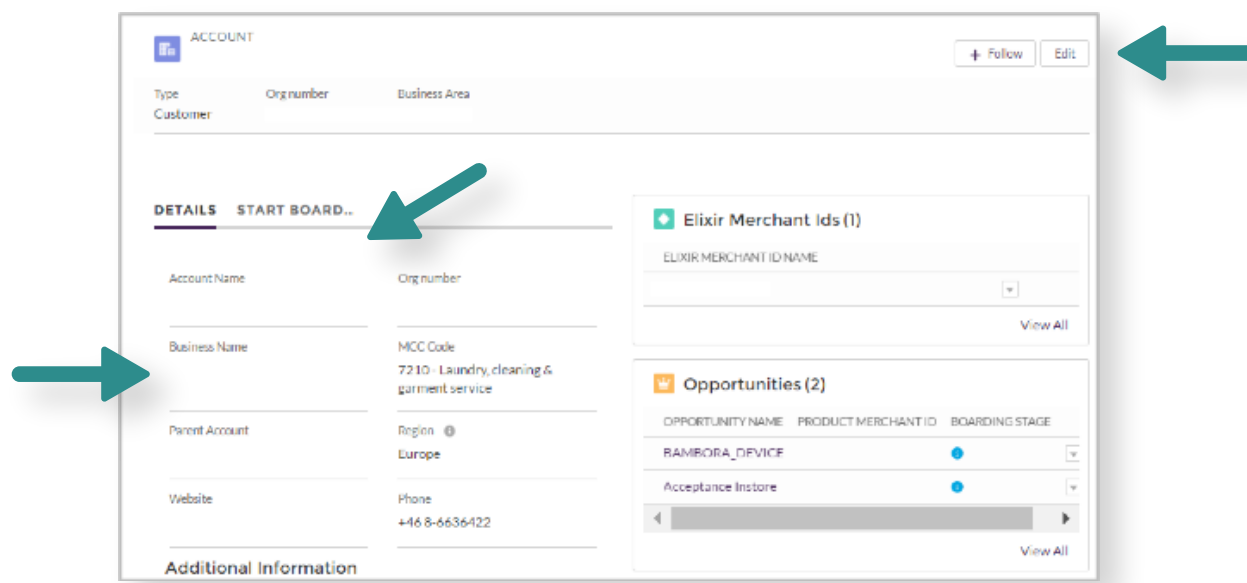 ACCOUNT
+ Follow
Edit
Type
Org number
Business Area
Customer
DETAILS
START BOARD...
Account Name
Org number
Business Name
MCC Code
7210 - Laundry, cleaning &
garment service
Parent Account
Region
Europe
Website
Phone
+46 8-6636422
Additional Information
Elixir Merchant Ids (1)
ELIXIR MERCHANT ID NAME
View All
Opportunities (2)
OPPORTUNITY NAME
PRODUCT MERCHANT ID
BOARDING STAGE
BAMBORA_DEVICE
Acceptance Instore
View All